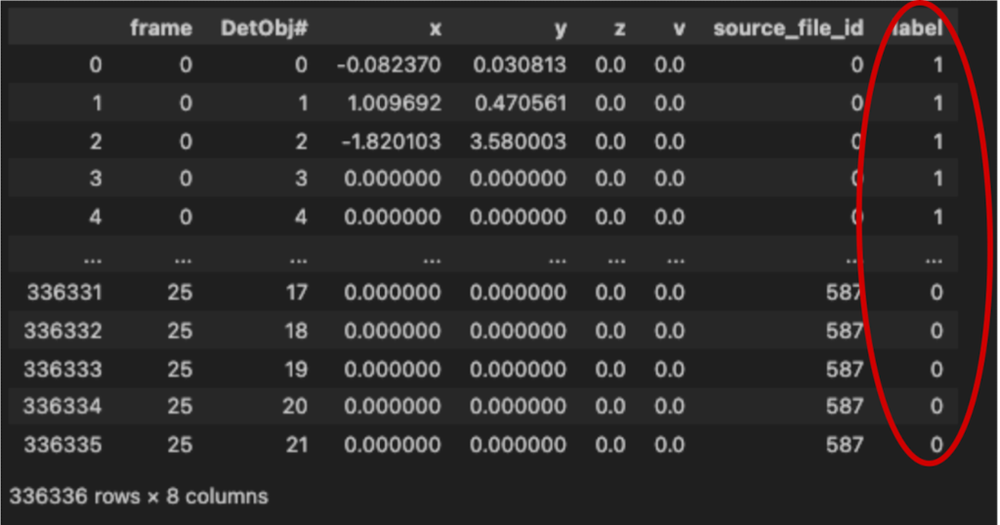 frame DetObj# x y z v source_file_id label
0 0 0 -0.082370 0.030813 0.0 0.0 0 1
1 0 1 1.009692 0.470561 0.0 0.0 0 1
2 0 2 -1.820103 3.580003 0.0 0.0 0 1
3 0 3 0.000000 0.000000 0.0 0.0 0 1
4 0 4 0.000000 0.000000 0.0 0.0 0 1
... ... ... ... ... ... ... ... ...
336331 25 17 0.000000 0.000000 0.0 0.0 587 0
336332 25 18 0.000000 0.000000 0.0 0.0 587 0
336333 25 19 0.000000 0.000000 0.0 0.0 587 0
336334 25 20 0.000000 0.000000 0.0 0.0 587 0
336335 25 21 0.000000 0.000000 0.0 0.0 587 0
336336 rows × 8 columns